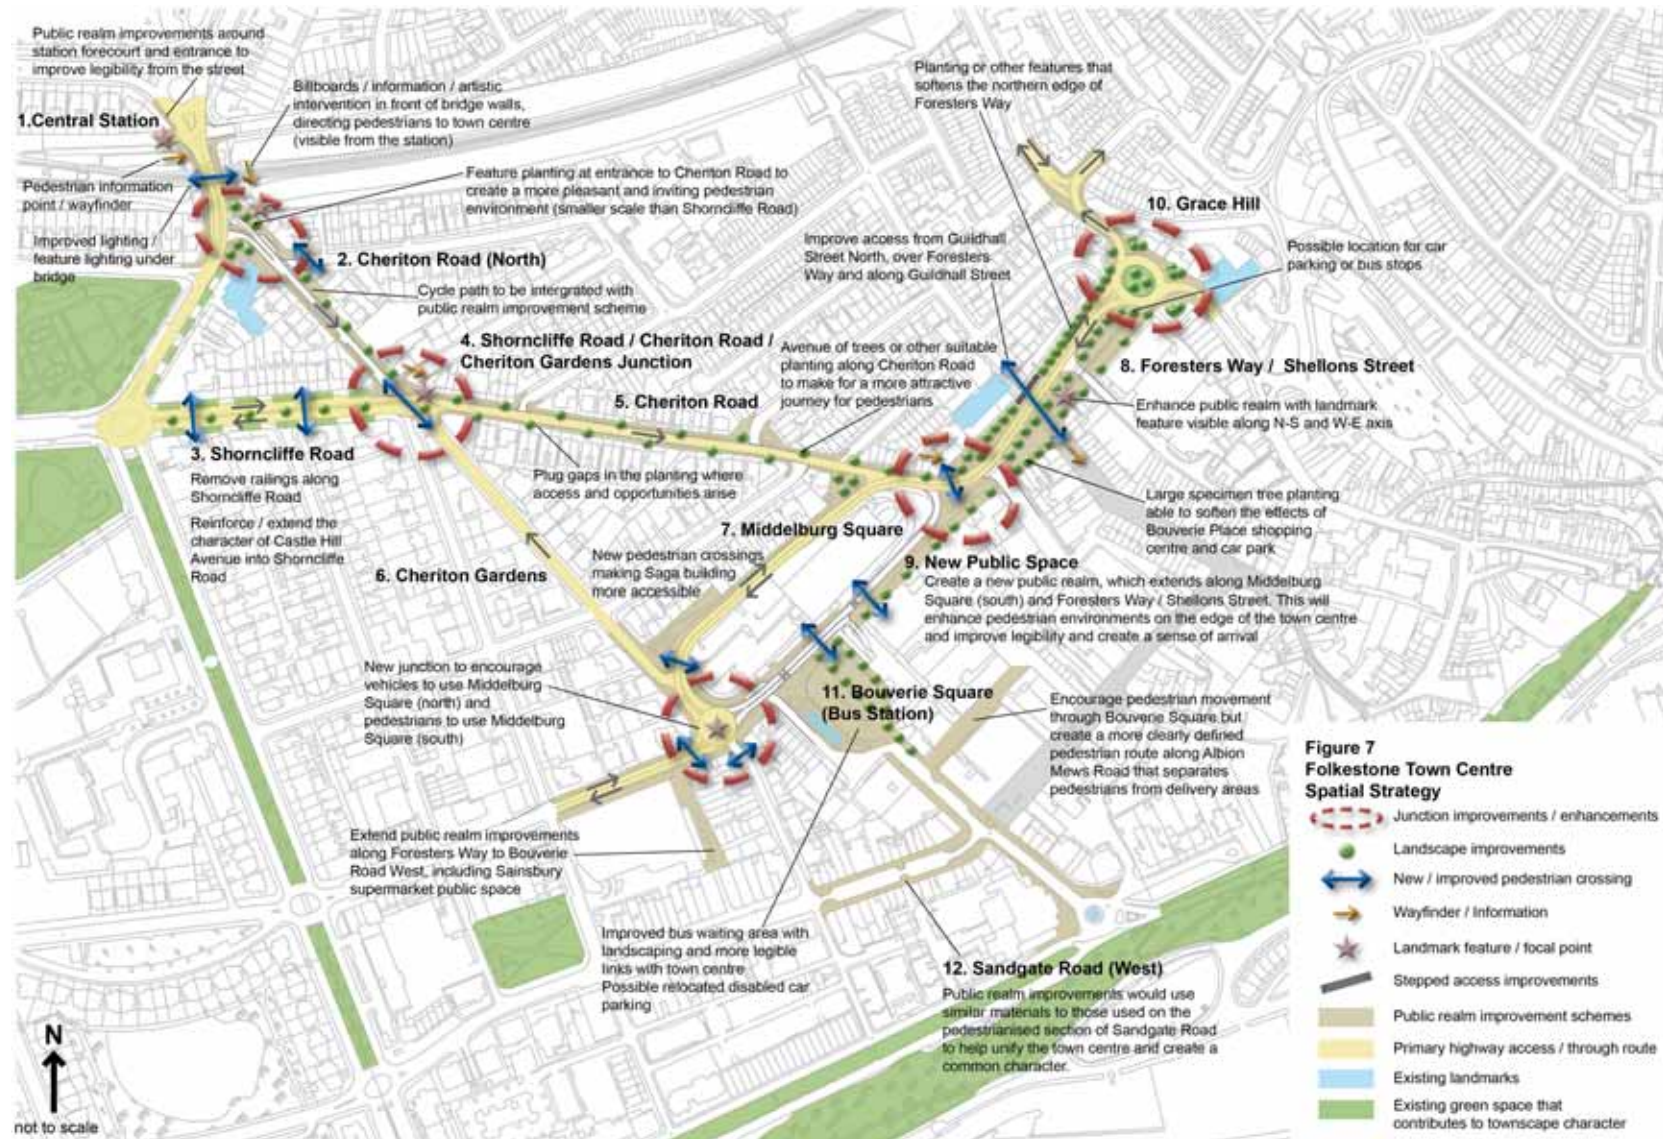 Public realm improvements around
station forecourt and entrance to
improve legibility from the street
Billboards / information / artistic
intervention in front of bridge walls,
directing pedestrians to town centre
(visible from the station)
1.Central Station
Pedestrian information
point / wayfinder
Improved lighting /
feature lighting under
bridge
Feature planting at entrance to Cheriton Road to
create a more pleasant and inviting pedestrian
environment (smaller scale than Shorncliffe Road)
2. Cheriton Road (North)
Cycle path to be intergrated with
public realm improvement scheme
Planting or other features that
softens the northern edge of
Foresters Way
10. Grace Hill
Improve access from Guildhall
Street North, over Foresters
Way and along Guildhall Street
Possible location for car
parking or bus stops
4. Shorncliffe Road / Cheriton Road /
Cheriton Gardens Junction
Avenue of trees or other suitable
planting along Cheriton Road
to make for a more attractive
journey for pedestrians
8. Foresters Way / Shellons Street
Enhance public realm with landmark
feature visible along N-S and W-E axis
5. Cheriton Road
3. Shorncliffe Road
Remove railings along
Shorncliffe Road
Reinforce / extend the
character of Castle Hill
Avenue into Shorncliffe
Road
Plug gaps in the planting where
access and opportunities arise
Large specimen tree planting
able to soften the effects of
Bouverie Place shopping
centre and car park
7. Middelburg Square
New pedestrian crossings
making Saga building
more accessible
6. Cheriton Gardens
9. New Public Space
Create a new public realm, which extends along Middelburg
Square (south) and Foresters Way / Shellons Street. This will
enhance pedestrian environments on the edge of the town centre
and improve legibility and create a sense of arrival
New junction to encourage
vehicles to use Middelburg
Square (north) and
pedestrians to use Middelburg
Square (south)
11. Bouverie Square
(Bus Station)
Encourage pedestrian movement
through Bouverie Square but
create a more clearly defined
pedestrian route along Albion
Mews Road that separates
pedestrians from delivery areas
Extend public realm improvements
along Foresters Way to Bouverie
Road West, including Sainsbury
supermarket public space
Improved bus waiting area with
landscaping and more legible
links with town centre
Possible relocated disabled car
parking
12. Sandgate Road (West)
Public realm improvements would use
similar materials to those used on the
pedestrianised section of Sandgate Road
to help unify the town centre and create a
common character.
N
not to scale
Figure 7
Folkestone Town Centre
Spatial Strategy
Junction improvements / enhancements
Landscape improvements
New / improved pedestrian crossing
Wayfinder / Information
Landmark feature / focal point
Stepped access improvements
Public realm improvement schemes
Primary highway access / through route
Existing landmarks
Existing green space that
contributes to townscape character